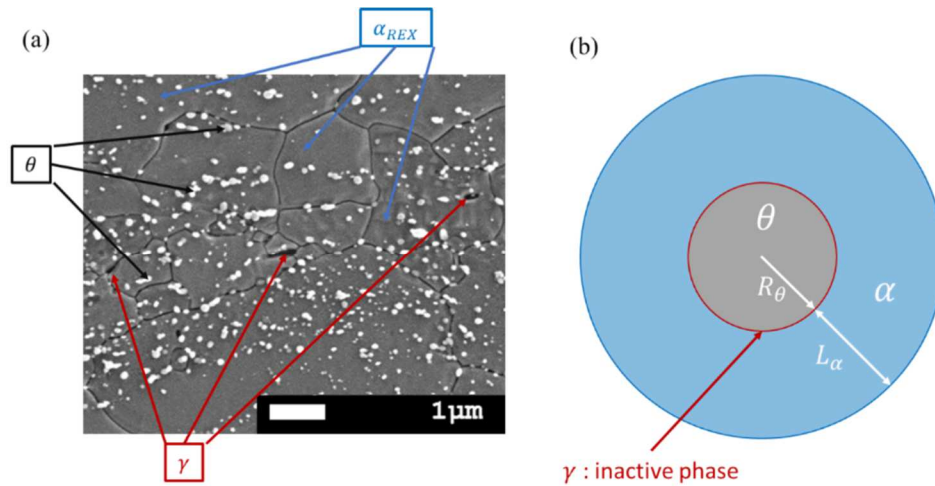 (a)
α_REX
(b)
θ
θ
R_θ
α
L_α
1μm
γ
γ : inactive phase